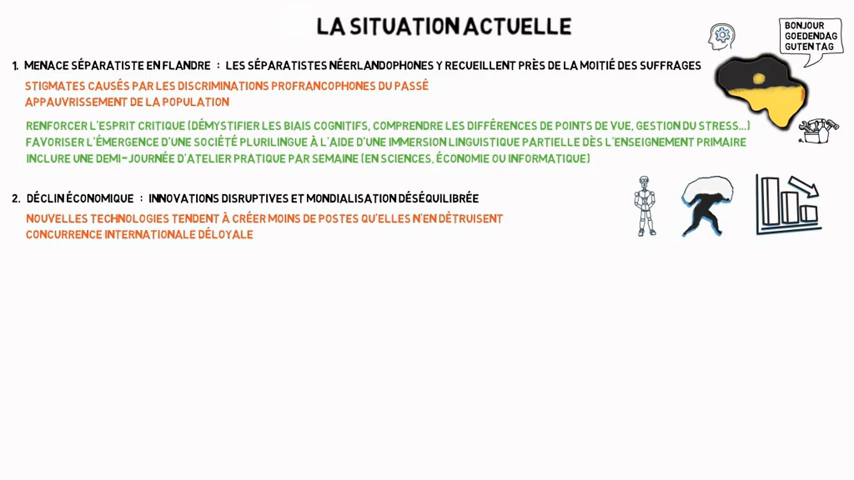 LA SITUATION ACTUELLE
BONJOUR
GOEDENDAG
GUTEN TAG
1. MENACE SÉPARATISTE EN FLANDRE : LES SÉPARATISTES NÉERLANDOPHONES Y RECUEILLENT PRÈS DE LA MOITIÉ DES SUFFRAGES
STIGMATES CAUSÉS PAR LES DISCRIMINATIONS PROFRANCOPHONES DU PASSÉ
APPAUVRISSEMENT DE LA POPULATION
RENFORCER L'ESPRIT CRITIQUE (DÉMYSTIFIER LES BIAIS COGNITIFS, COMPRENDRE LES DIFFÉRENCES DE POINTS DE VUE, GESTION DU STRESS...)
FAVORISER L'ÉMERGENCE D'UNE SOCIÉTÉ PLURILINGUE À L'AIDE D'UNE IMMERSION LINGUISTIQUE PARTIELLE DÈS L'ENSEIGNEMENT PRIMAIRE
INCLURE UNE DEMI-JOURNÉE D'ATELIER PRATIQUE PAR SEMAINE (EN SCIENCES, ÉCONOMIE OU INFORMATIQUE)
2. DÉCLIN ÉCONOMIQUE : INNOVATIONS DISRUPTIVES ET MONDIALISATION DÉSÉQUILIBRÉE
NOUVELLES TECHNOLOGIES TENDENT À CRÉER MOINS DE POSTES QU'ELLES N'EN DÉTRUISENT
CONCURRENCE INTERNATIONALE DÉLOYALE